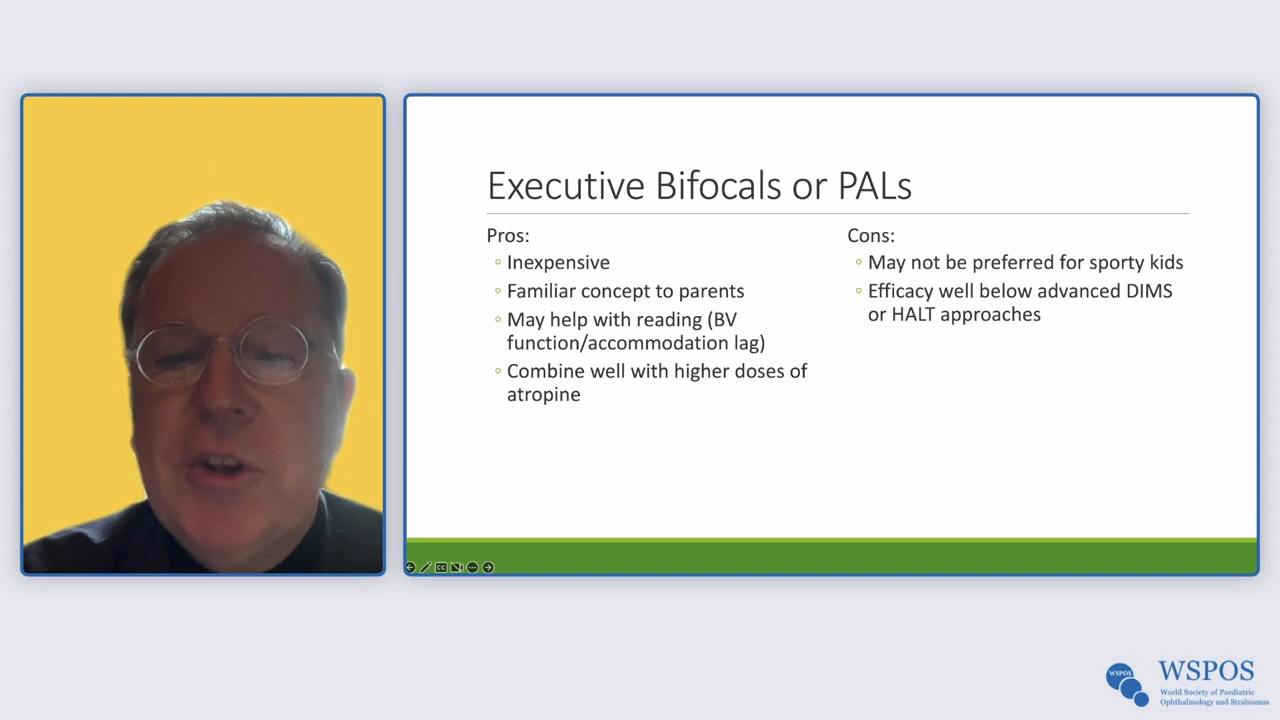 Executive Bifocals or PALs
Pros:
Inexpensive
Familiar concept to parents
May help with reading (BV
function/accommodation lag)
Combine well with higher doses of
atropine
Cons:
May not be preferred for sporty kids
Efficacy well below advanced DIMS
or HALT approaches
CC
WSPOS
WSPOS
World Society of Paediatric
Ophthalmology and Strabismus